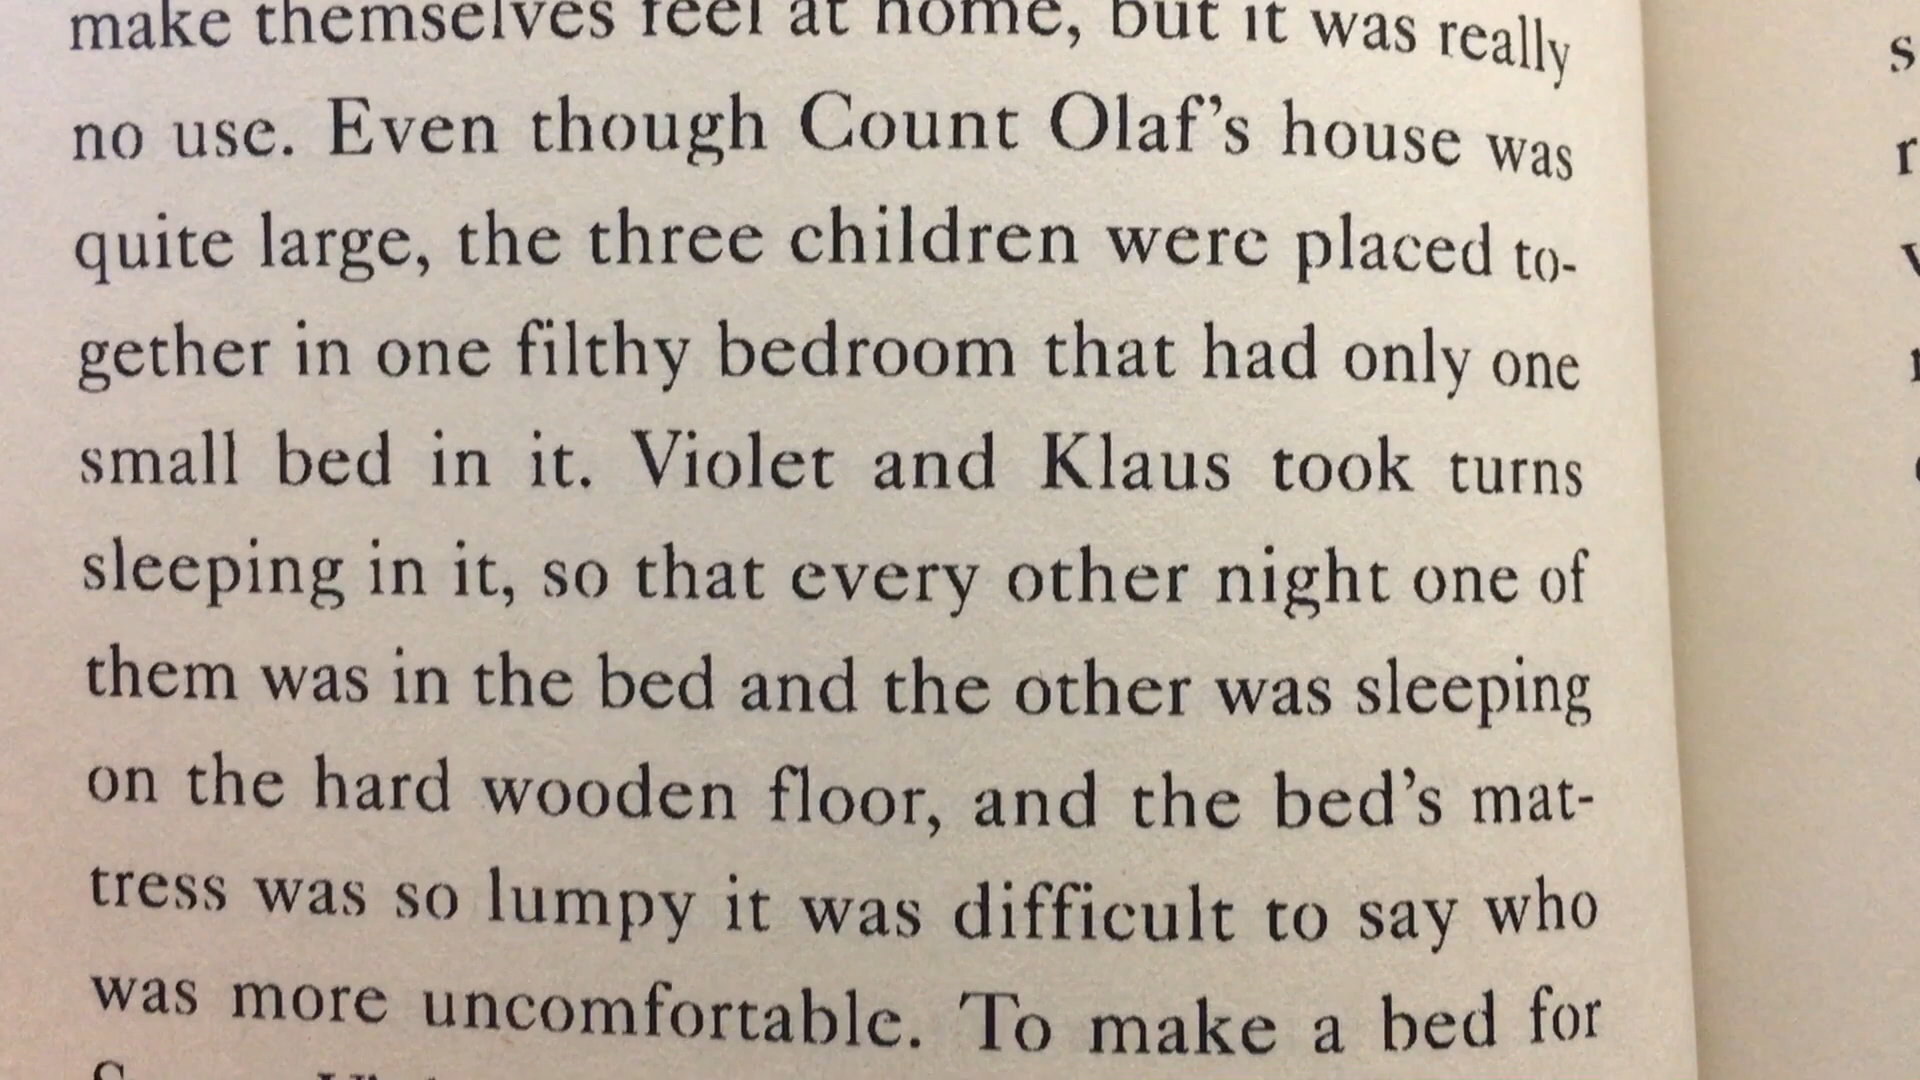 make themselves feel at home, but it was really
no use. Even though Count Olaf's house was
quite large, the three children were placed to-
gether in one filthy bedroom that had only one
small bed in it. Violet and Klaus took turns
sleeping in it, so that every other night one of
them was in the bed and the other was sleeping
on the hard wooden floor, and the bed's mat-
tress was so lumpy it was difficult to say who
was more uncomfortable. To make a bed for